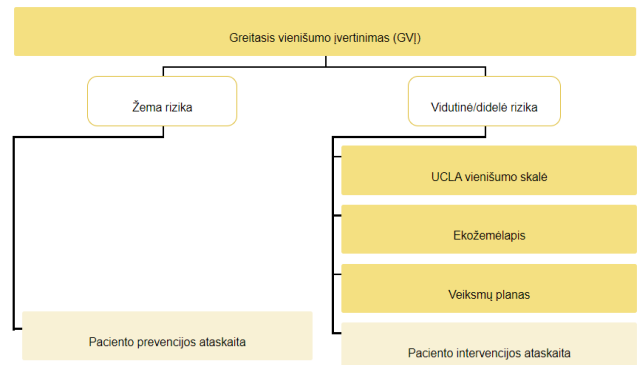 Greitasis vienišumo įvertinimas (GVĮ)
Žema rizika
Vidutinė/didelė rizika
UCLA vienišumo skalė
Ekožemėlapis
Veiksmų planas
Paciento prevencijos ataskaita
Paciento intervencijos ataskaita